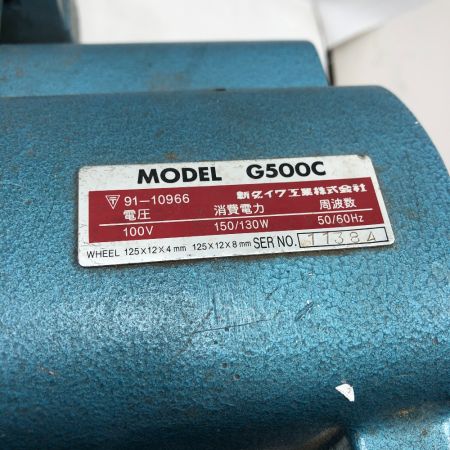 MODEL G500C
91-10966 新ダイワ工業株式会社
電圧 消費電力 周波数
100V 150/130W 50/60Hz
WHEEL 125×12×4mm 125×12×8mm SER NO.